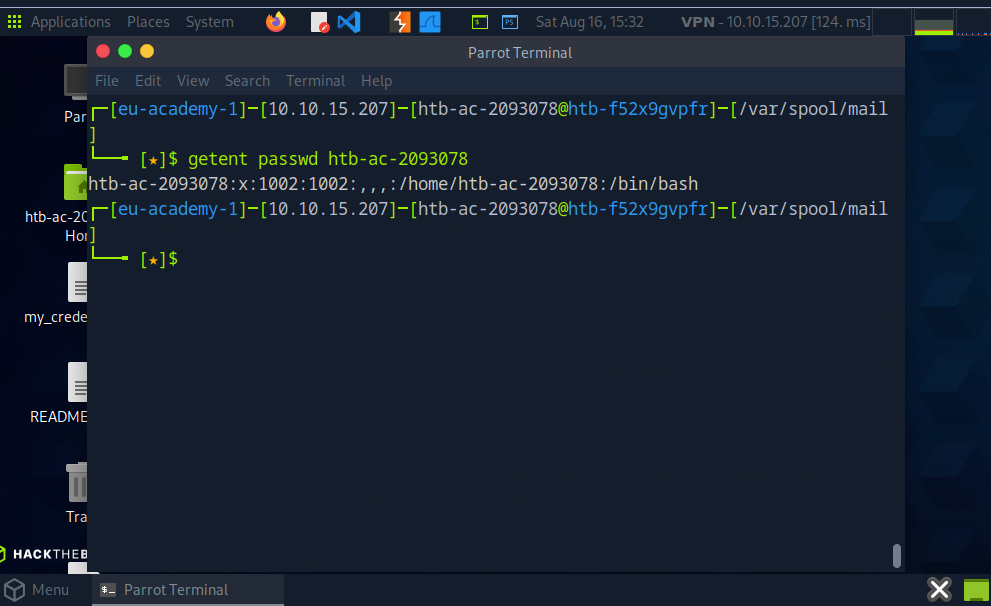 Applications Places System Sat Aug 16, 15:32 VPN - 10.10.15.207 [124. ms]
Parrot Terminal
File Edit View Search Terminal Help
┌─[eu-academy-1]─[10.10.15.207]─[htb-ac-2093078@htb-f52x9gvpfr]─[/var/spool/mail
]
└──╼ [★]$ getent passwd htb-ac-2093078
htb-ac-2093078:x:1002:1002:,,,:/home/htb-ac-2093078:/bin/bash
┌─[eu-academy-1]─[10.10.15.207]─[htb-ac-2093078@htb-f52x9gvpfr]─[/var/spool/mail
]
└──╼ [★]$
Par
htb-ac-20
Hor
my_crede
README
Tra
HACKTHEB
Menu Parrot Terminal